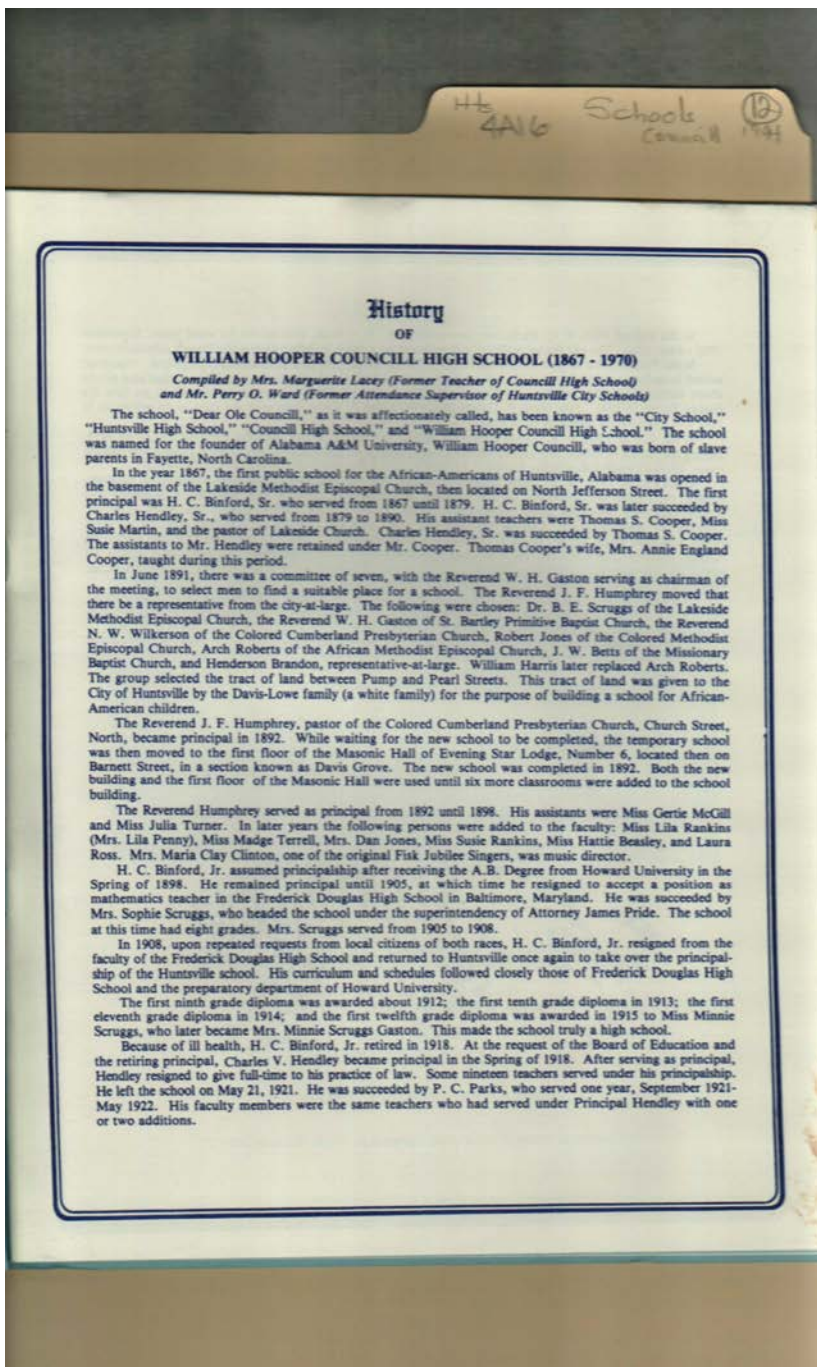 Hts Schools 12
4A16 Councill
History
OF
WILLIAM HOOPER COUNCILL HIGH SCHOOL (1867 - 1970)
Compiled by Mrs. Marguerite Lacey (Former Teacher of Councill High School)
and Mr. Perry O. Ward (Former Attendance Supervisor of Huntsville City Schools)
The school, "Dear Ole Councill," as it was affectionately called, has been known as the "City School,"
"Huntsville High School," "Councill High School," and "William Hooper Councill High School." The school
was named for the founder of Alabama A&M University, William Hooper Councill, who was born of slave
parents in Fayette, North Carolina.
In the year 1867, the first public school for the African-Americans of Huntsville, Alabama was opened in
the basement of the Lakeside Methodist Episcopal Church, then located on North Jefferson Street. The first
principal was H. C. Binford, Sr. who served from 1867 until 1879. H. C. Binford, Sr. was later succeeded by
Charles Hendley, Sr., who served from 1879 to 1890. His assistant teachers were Thomas S. Cooper, Miss
Susie Martin, and the pastor of Lakeside Church. Charles Hendley, Sr. was succeeded by Thomas S. Cooper.
The assistants to Mr. Hendley were retained under Mr. Cooper. Thomas Cooper's wife, Mrs. Annie England
Cooper, taught during this period.
In June 1891, there was a committee of seven, with the Reverend W. H. Gaston serving as chairman of
the meeting, to select men to find a suitable place for a school. The Reverend J. F. Humphrey moved that
there be a representative from the city-at-large. The following were chosen: Dr. B. E. Scruggs of the Lakeside
Methodist Episcopal Church, the Reverend W. H. Gaston of St. Bartley Primitive Baptist Church, the Reverend
N. W. Wilkerson of the Colored Cumberland Presbyterian Church, Robert Jones of the Colored Methodist
Episcopal Church, Arch Roberts of the African Methodist Episcopal Church, J. W. Betts of the Missionary
Baptist Church, and Henderson Brandon, representative-at-large. William Harris later replaced Arch Roberts.
The group selected the tract of land between Pump and Pearl Streets. This tract of land was given to the
City of Huntsville by the Davis-Lowe family (a white family) for the purpose of building a school for African-
American children.
The Reverend J. F. Humphrey, pastor of the Colored Cumberland Presbyterian Church, Church Street,
North, became principal in 1892. While waiting for the new school to be completed, the temporary school
was then moved to the first floor of the Masonic Hall of Evening Star Lodge, Number 6, located then on
Barnett Street, in a section known as Davis Grove. The new school was completed in 1892. Both the new
building and the first floor of the Masonic Hall were used until six more classrooms were added to the school
building.
The Reverend Humphrey served as principal from 1892 until 1898. His assistants were Miss Gertie McGill
and Miss Julia Turner. In later years the following persons were added to the faculty: Miss Lila Rankins
(Mrs. Lila Penny), Miss Madge Terrell, Mrs. Dan Jones, Miss Susie Rankins, Miss Hattie Beasley, and Laura
Ross. Mrs. Maria Clay Clinton, one of the original Fisk Jubilee Singers, was music director.
H. C. Binford, Jr. assumed principalship after receiving the A.B. Degree from Howard University in the
Spring of 1898. He remained principal until 1905, at which time he resigned to accept a position as
mathematics teacher in the Frederick Douglas High School in Baltimore, Maryland. He was succeeded by
Mrs. Sophie Scruggs, who headed the school under the superintendency of Attorney James Pride. The school
at this time had eight grades. Mrs. Scruggs served from 1905 to 1908.
In 1908, upon repeated requests from local citizens of both races, H. C. Binford, Jr. resigned from the
faculty of the Frederick Douglas High School and returned to Huntsville once again to take over the principal-
ship of the Huntsville school. His curriculum and schedules followed closely those of Frederick Douglas High
School and the preparatory department of Howard University.
The first ninth grade diploma was awarded about 1912; the first tenth grade diploma in 1913; the first
eleventh grade diploma in 1914; and the first twelfth grade diploma was awarded in 1915 to Miss Minnie
Scruggs, who later became Mrs. Minnie Scruggs Gaston. This made the school truly a high school.
Because of ill health, H. C. Binford, Jr. retired in 1918. At the request of the Board of Education and
the retiring principal, Charles V. Hendley became principal in the Spring of 1918. After serving as principal,
Hendley resigned to give full-time to his practice of law. Some nineteen teachers served under his principalship.
He left the school on May 21, 1921. He was succeeded by P. C. Parks, who served one year, September 1921-
May 1922. His faculty members were the same teachers who had served under Principal Hendley with one
or two additions.